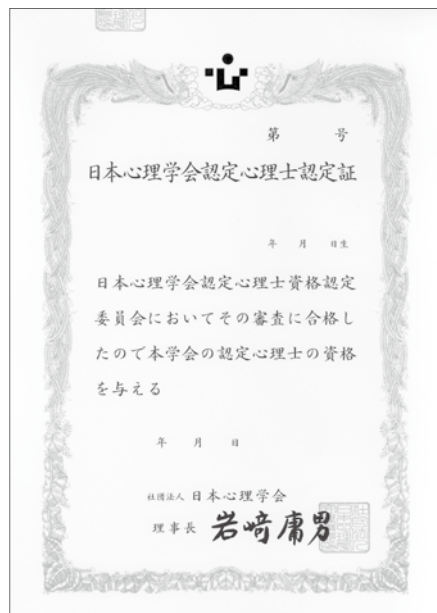 第　　　号
日本心理学会認定心理士認定証
年　月　日生
日本心理学会認定心理士資格認定
委員会においてその審査に合格し
たので本学会の認定心理士の資格
を与える
年　月　日
社団法人 日本心理学会
理事長 岩﨑庸男